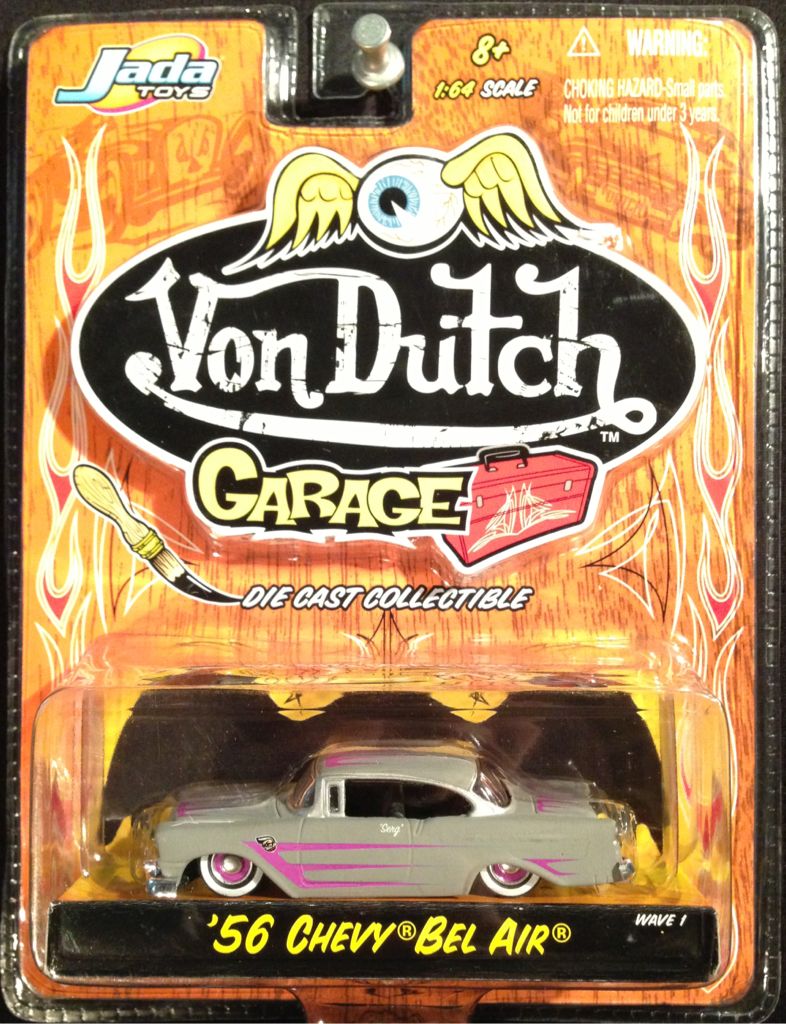 Jada
TOYS
8+
1:64 SCALE
WARNING:
CHOKING HAZARD-Small parts.
Not for children under 3 years.
Von Dutch
TM
GARAGE
DIE CAST COLLECTIBLE
"Serg"
'56 CHEVY® BEL AIR®
WAVE 1